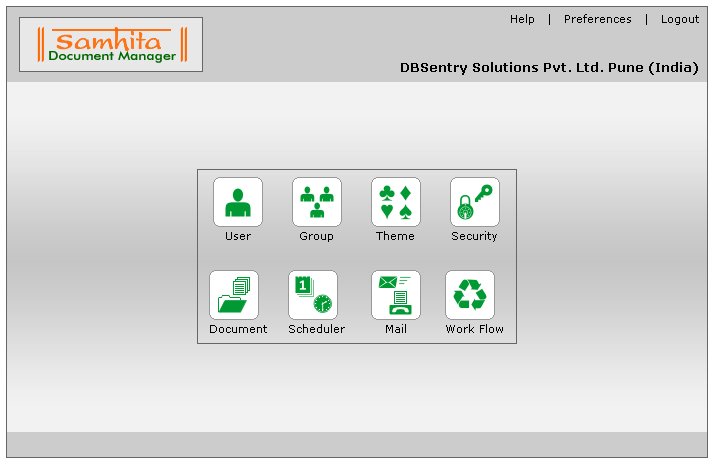 Help | Preferences | Logout
Samhita
Document Manager
DBSentry Solutions Pvt. Ltd. Pune (India)
User Group Theme Security
1
Document Scheduler Mail Work Flow